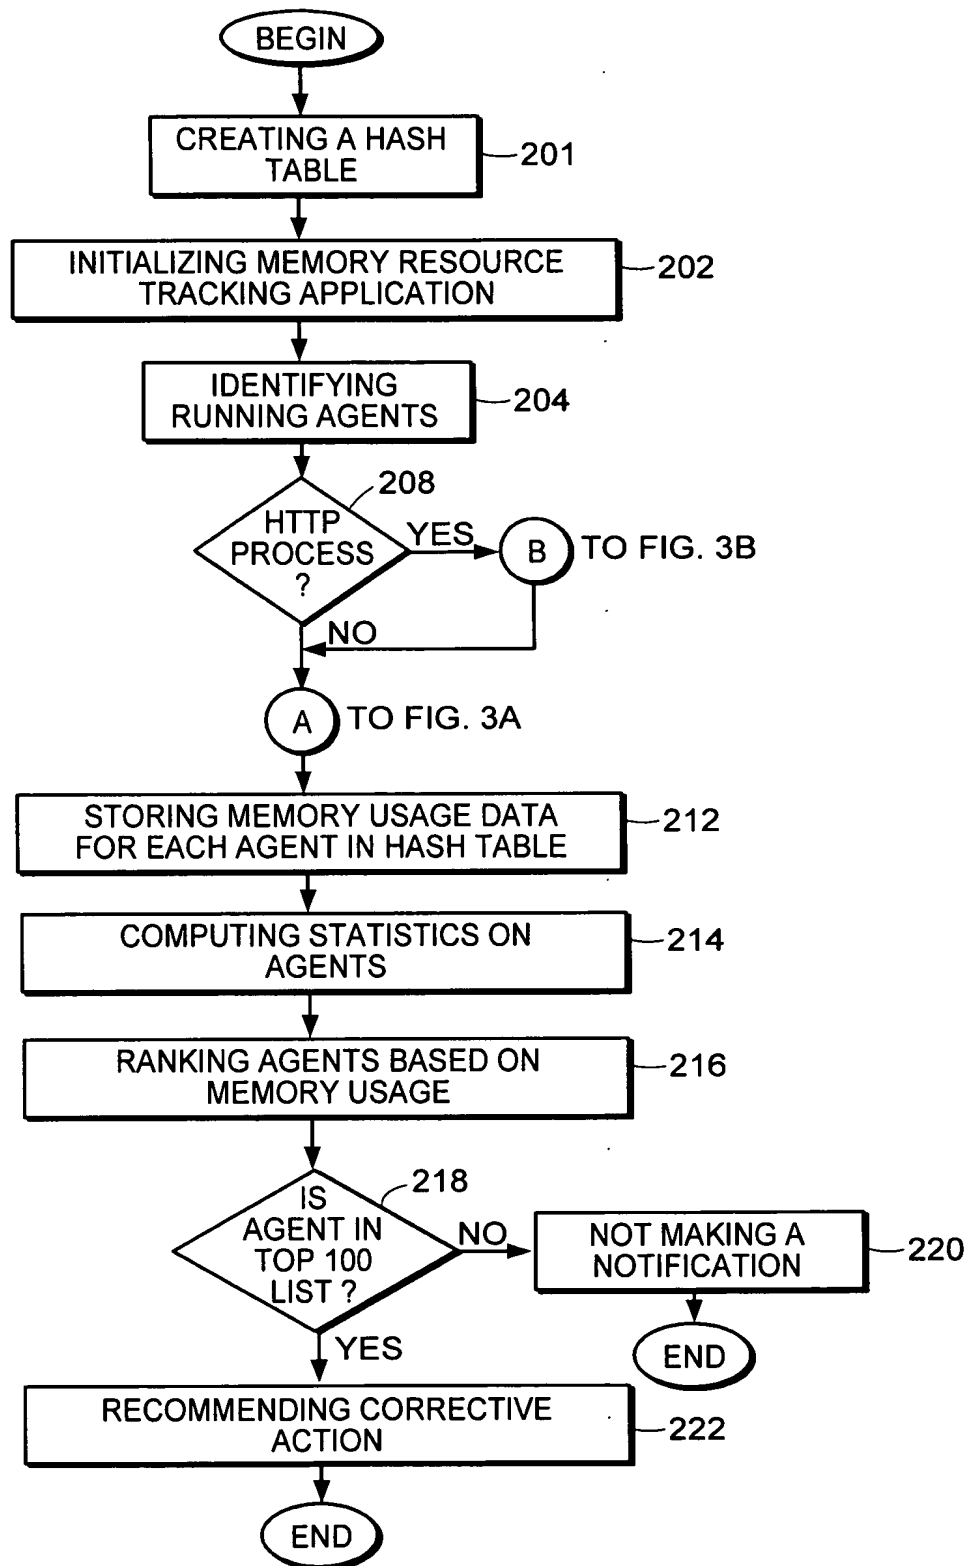 BEGIN
CREATING A HASH
TABLE
201
INITIALIZING MEMORY RESOURCE
TRACKING APPLICATION
202
IDENTIFYING
RUNNING AGENTS
204
208
HTTP
PROCESS
?
YES
B
TO FIG. 3B
NO
A
TO FIG. 3A
STORING MEMORY USAGE DATA
FOR EACH AGENT IN HASH TABLE
212
COMPUTING STATISTICS ON
AGENTS
214
RANKING AGENTS BASED ON
MEMORY USAGE
216
218
IS
AGENT IN
TOP 100
LIST ?
NO
NOT MAKING A
NOTIFICATION
220
END
YES
RECOMMENDING CORRECTIVE
ACTION
222
END